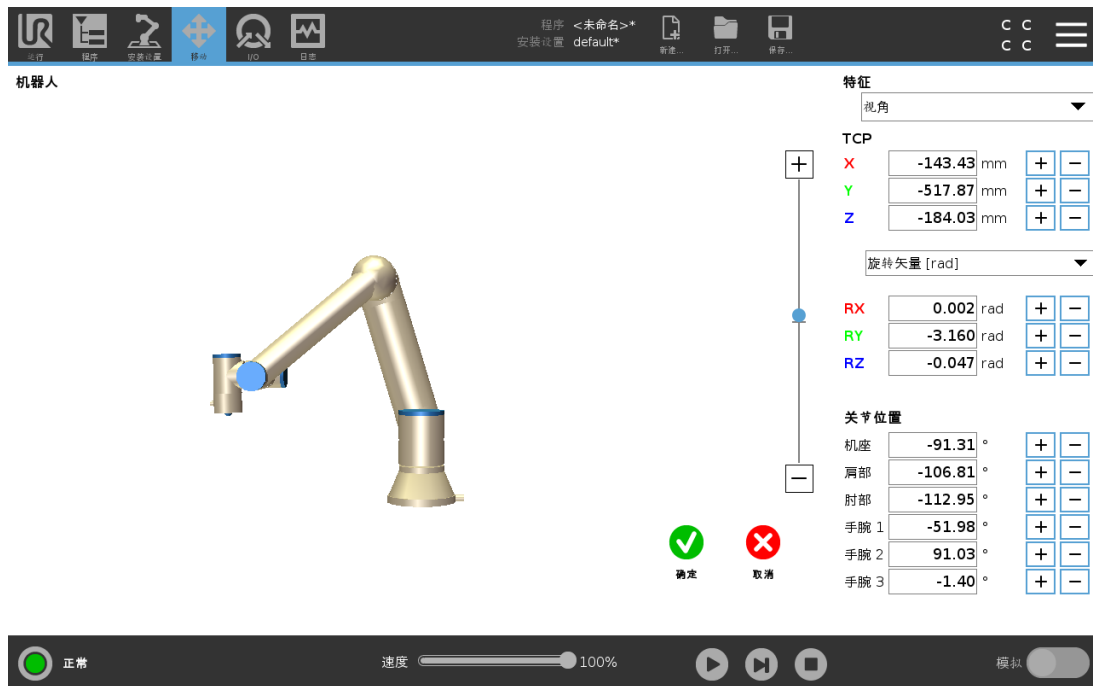 UR
程序 <未命名>*
安装设置 default*
C C
C C
运行 程序 安装设置 移动 I/O 日志 新建... 打开... 保存...
机器人
特征
视角
TCP
X -143.43 mm + −
Y -517.87 mm + −
Z -184.03 mm + −
旋转矢量 [rad]
RX 0.002 rad + −
RY -3.160 rad + −
RZ -0.047 rad + −
关节位置
机座 -91.31 ° + −
肩部 -106.81 ° + −
肘部 -112.95 ° + −
手腕 1 -51.98 ° + −
手腕 2 91.03 ° + −
手腕 3 -1.40 ° + −
确定 取消
正常 速度 100% 模拟